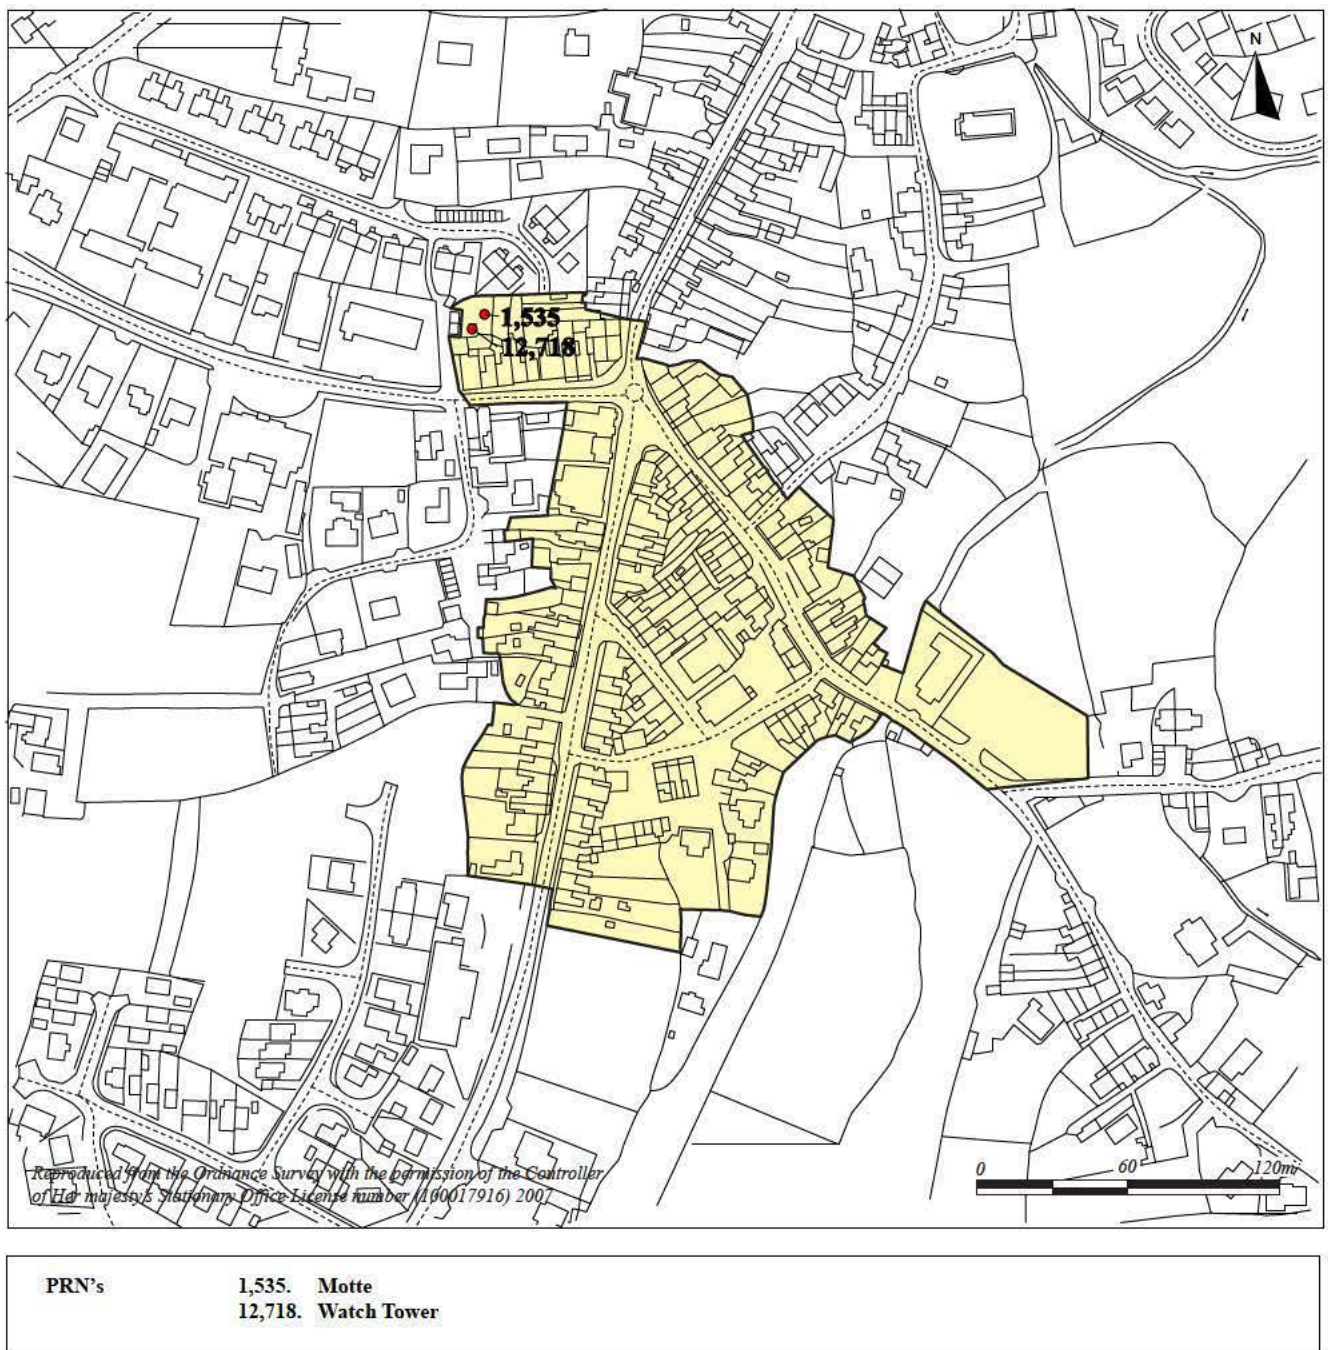 N
1,535
12,718
Reproduced from the Ordnance Survey with the permission of the Controller
of Her majesty's Stationary Office License number (100017916) 2007
0 60 120m
PRN's 1,535. Motte
12,718. Watch Tower